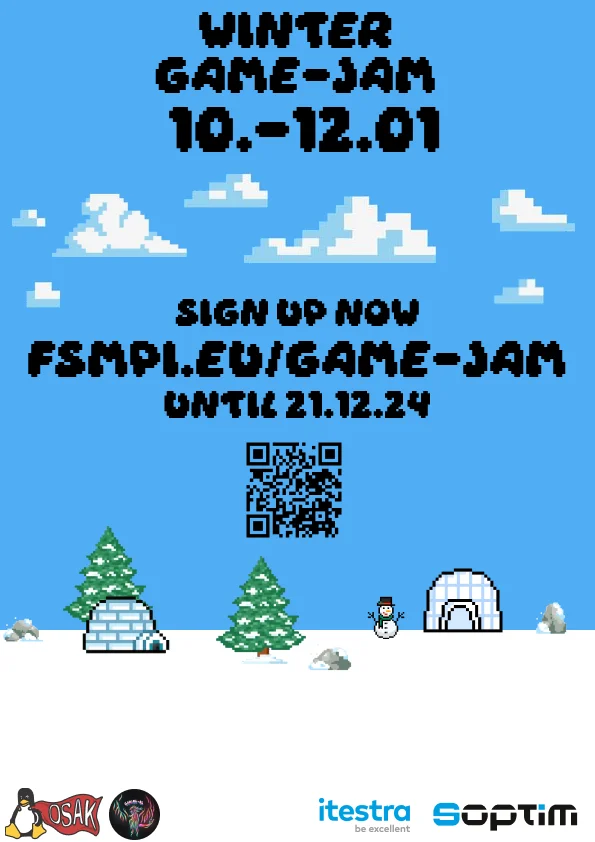 WINTER
GAME-JAM
10.-12.01
SIGN UP NOW
FSMPI.EU/GAME-JAM
UNTIL 21.12.24
OSAK
itestra
be excellent
SOPTIM